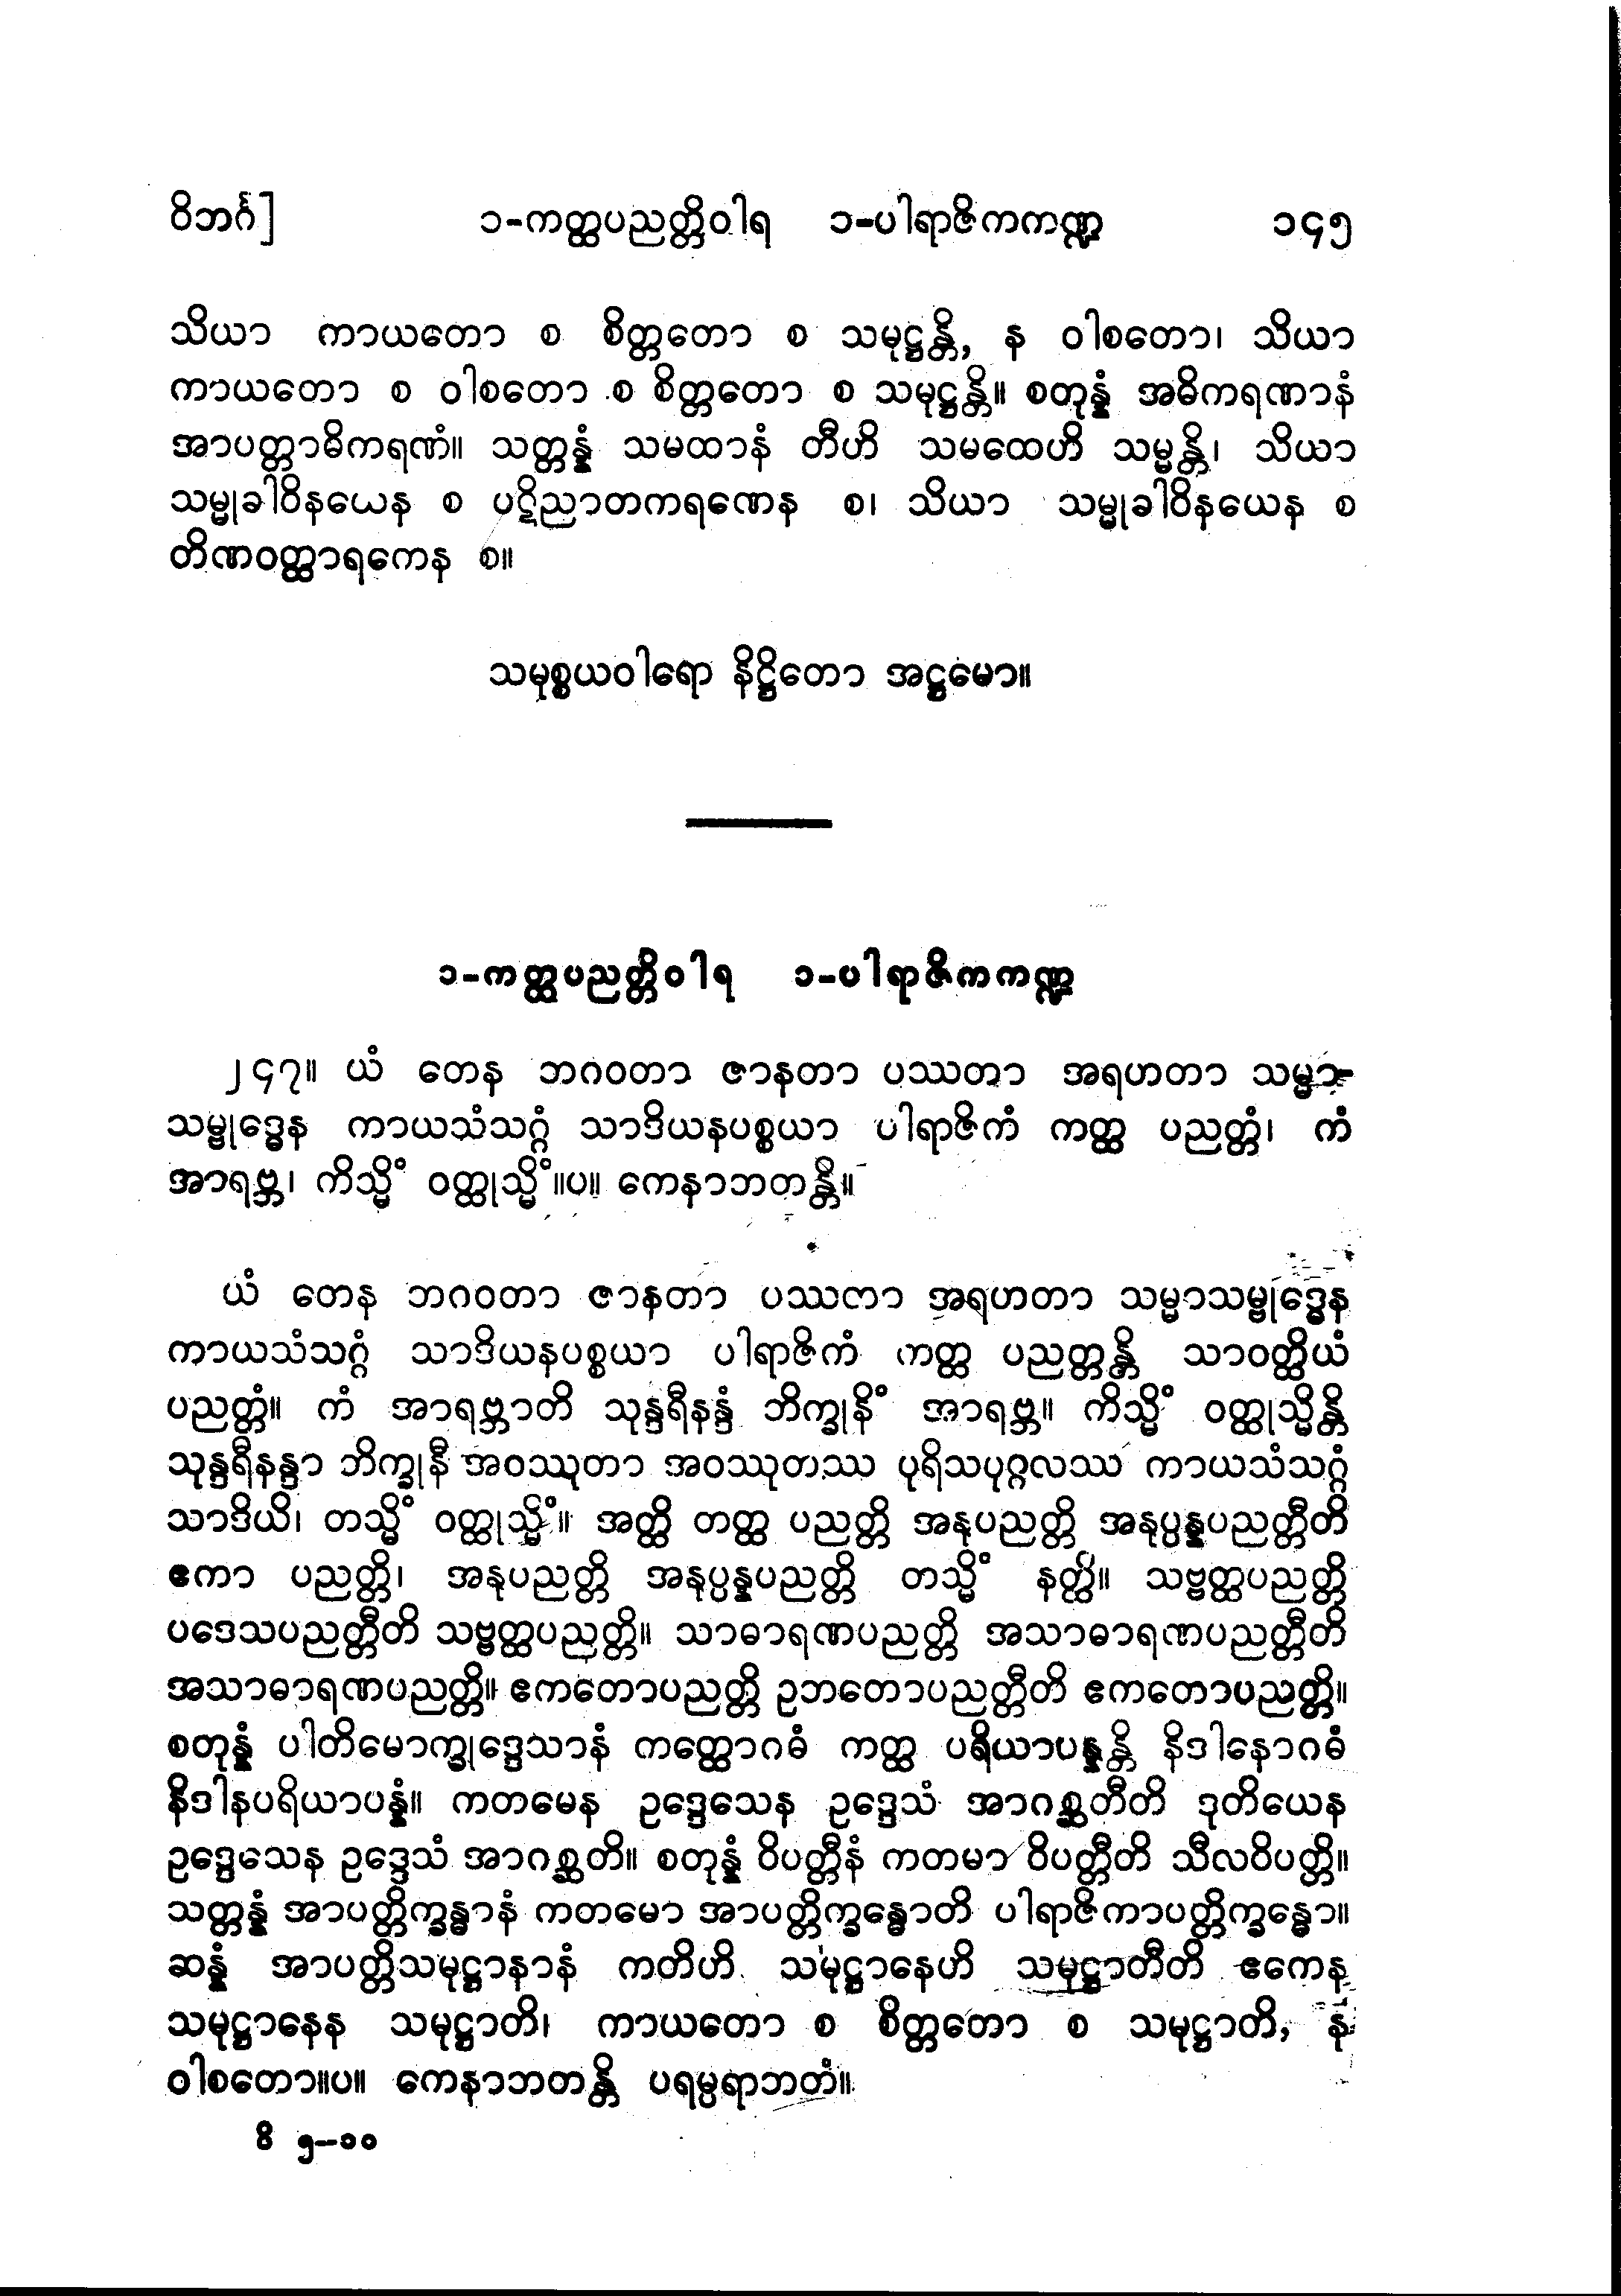 ဝိဘင်္ဂ] ၁-ကတ္ထပညတ္တိဝါရ ၁-ပါရာဇိကကဏ္ဍ ၁၄၅
သိယာ ကာယတော စ စိတ္တတော စ သမုဋ္ဌန္တိ, န ဝါစတော၊ သိယာ
ကာယတော စ ဝါစတော စ စိတ္တတော စ သမုဋ္ဌန္တိ။ စတုန္နံ အဓိကရဏာနံ
အာပတ္တာဓိကရဏံ။ သတ္တန္နံ သမထာနံ တီဟိ သမထေဟိ သမ္မန္တိ၊ သိယာ
သမ္မုခါဝိနယေန စ ပဋိညာတကရဏေန စ၊ သိယာ သမ္မုခါဝိနယေန စ
တိဏဝတ္ထာရကေန စ။
သမုစ္စယဝါရော နိဋ္ဌိတော အဋ္ဌမော။
၁-ကတ္ထပညတ္တိဝါရ ၁-ပါရာဇိကကဏ္ဍ
၂၄၇။ ယံ တေန ဘဂဝတာ ဇာနတာ ပဿတာ အရဟတာ သမ္မာ-
သမ္ဗုဒ္ဓေန ကာယသံသဂ္ဂံ သာဒိယနပစ္စယာ ပါရာဇိကံ ကတ္ထ ပညတ္တံ၊ ကံ
အာရဗ္ဘ၊ ကိသ္မိံ ဝတ္ထုသ္မိံ။ပ။ ကေနာဘတန္တိ။
ယံ တေန ဘဂဝတာ ဇာနတာ ပဿတာ အရဟတာ သမ္မာသမ္ဗုဒ္ဓေန
ကာယသံသဂ္ဂံ သာဒိယနပစ္စယာ ပါရာဇိကံ ကတ္ထ ပညတ္တန္တိ သာဝတ္ထိယံ
ပညတ္တံ။ ကံ အာရဗ္ဘာတိ သုန္ဒရီနန္ဒံ ဘိက္ခုနိံ အာရဗ္ဘ။ ကိသ္မိံ ဝတ္ထုသ္မိန္တိ
သုန္ဒရီနန္ဒာ ဘိက္ခုနီ အဝဿုတာ အဝဿုတဿ ပုရိသပုဂ္ဂလဿ ကာယသံသဂ္ဂံ
သာဒိယိ၊ တသ္မိံ ဝတ္ထုသ္မိံ။ အတ္ထိ တတ္ထ ပညတ္တိ အနုပညတ္တိ အနုပ္ပန္နပညတ္တီတိ
ဧကာ ပညတ္တိ၊ အနုပညတ္တိ အနုပ္ပန္နပညတ္တိ တသ္မိံ နတ္ထိ။ သဗ္ဗတ္ထပညတ္တိ
ပဒေသပညတ္တီတိ သဗ္ဗတ္ထပညတ္တိ။ သာဓာရဏပညတ္တိ အသာဓာရဏပညတ္တီတိ
အသာဓာရဏပညတ္တိ။ ဧကတောပညတ္တိ ဥဘတောပညတ္တီတိ ဧကတောပညတ္တိ။
စတုန္နံ ပါတိမောက္ခုဒ္ဒေသာနံ ကတ္ထောဂဓံ ကတ္ထ ပရိယာပန္နန္တိ နိဒါနောဂဓံ
နိဒါနပရိယာပန္နံ။ ကတမေန ဥဒ္ဒေသေန ဥဒ္ဒေသံ အာဂစ္ဆတီတိ ဒုတိယေန
ဥဒ္ဒေသေန ဥဒ္ဒေသံ အာဂစ္ဆတိ။ စတုန္နံ ဝိပတ္တီနံ ကတမာ ဝိပတ္တီတိ သီလဝိပတ္တိ။
သတ္တန္နံ အာပတ္တိက္ခန္ဓာနံ ကတမော အာပတ္တိက္ခန္ဓောတိ ပါရာဇိကာပတ္တိက္ခန္ဓော။
ဆန္နံ အာပတ္တိသမုဋ္ဌာနာနံ ကတိဟိ သမုဋ္ဌာနေဟိ သမုဋ္ဌာတီတိ ဧကေန
သမုဋ္ဌာနေန သမုဋ္ဌာတိ၊ ကာယတော စ စိတ္တတော စ သမုဋ္ဌာတိ, န
ဝါစတော။ပ။ ကေနာဘတန္တိ ပရမ္ပရာဘတံ။
ဝိ ၅-၁၀